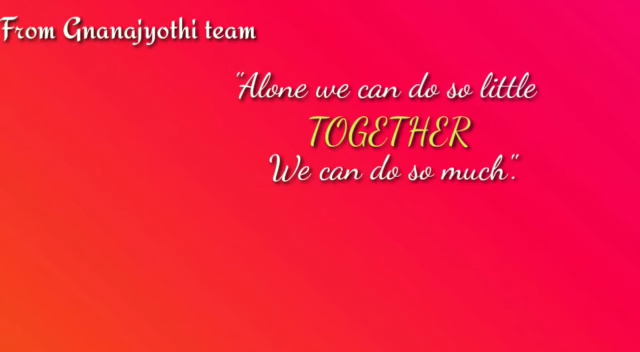 From Gnanajyothi team
"Alone we can do so little
TOGETHER
We can do so much".